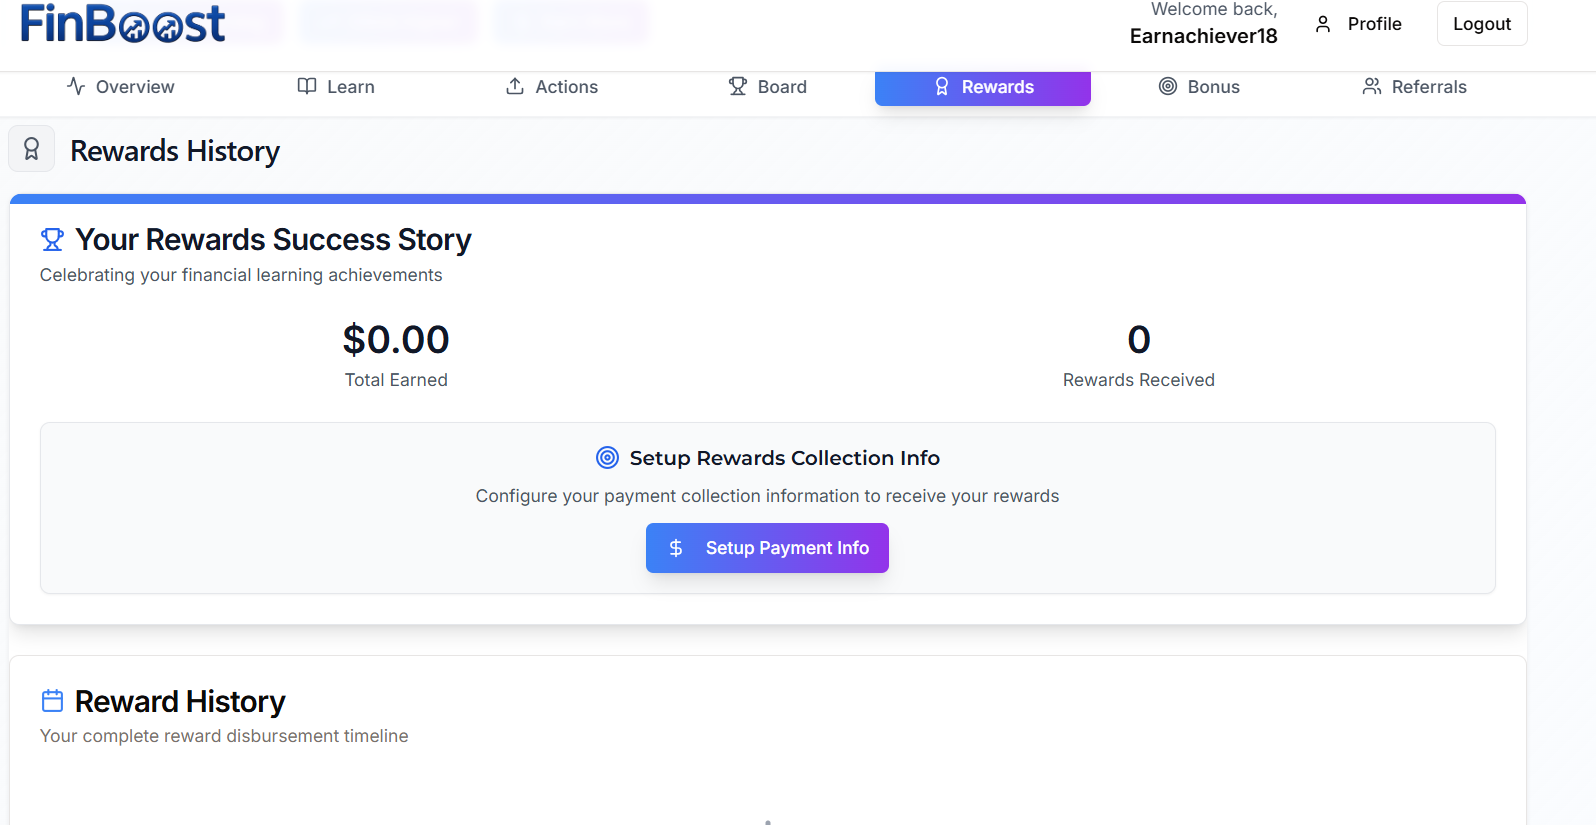 FinBoost
Welcome back,
Earnachiever18
Profile
Logout
Overview
Learn
Actions
Board
Rewards
Bonus
Referrals
Rewards History
Your Rewards Success Story
Celebrating your financial learning achievements
$0.00
Total Earned
0
Rewards Received
Setup Rewards Collection Info
Configure your payment collection information to receive your rewards
$ Setup Payment Info
Reward History
Your complete reward disbursement timeline